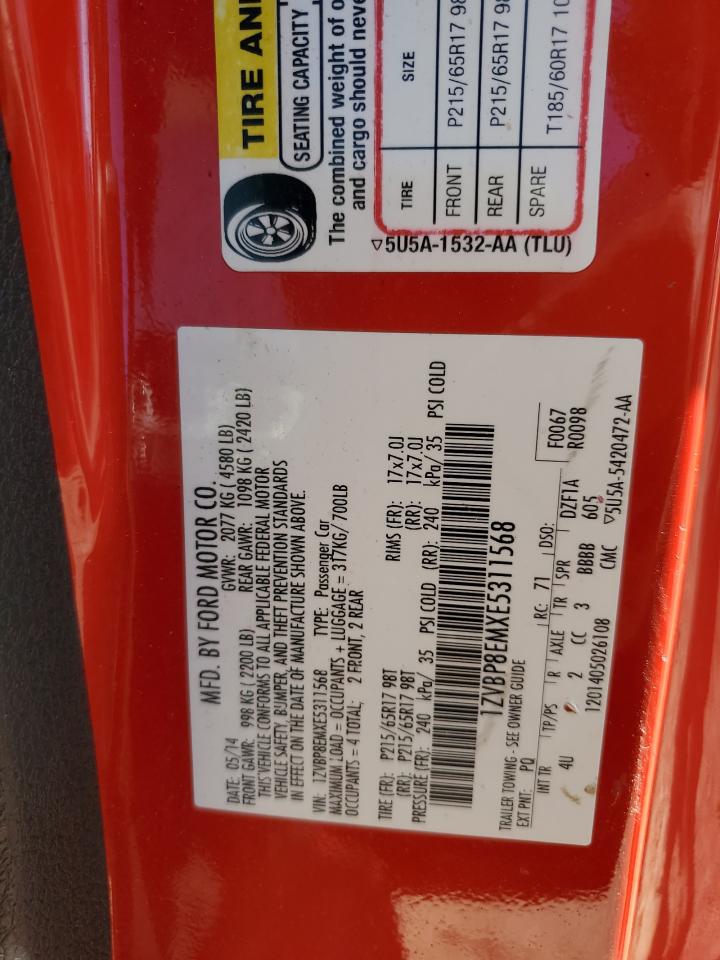 MFD. BY FORD MOTOR CO.
DATE: 05/14 GVWR: 2077 KG ( 4580 LB)
FRONT GAWR: 998 KG ( 2200 LB) REAR GAWR: 1098 KG ( 2420 LB)
THIS VEHICLE CONFORMS TO ALL APPLICABLE FEDERAL MOTOR
VEHICLE SAFETY, BUMPER, AND THEFT PREVENTION STANDARDS
IN EFFECT ON THE DATE OF MANUFACTURE SHOWN ABOVE.
VIN: 1ZVBP8EMXE5311568 TYPE: Passenger Car
MAXIMUM LOAD = OCCUPANTS + LUGGAGE = 317KG/ 700LB
OCCUPANTS = 4 TOTAL; 2 FRONT, 2 REAR
TIRE (FR): P215/65R17 98T RIMS (FR): 17x7.0J
(RR): P215/65R17 98T (RR): 17x7.0J
PRESSURE (FR): 240 kPa/ 35 PSI COLD (RR): 240 kPa/ 35 PSI COLD
1ZVBP8EMXE5311568
TRAILER TOWING - SEE OWNER GUIDE
EXT PNT: PQ RC: 71 DSO: F0067
INT TR TP/PS R AXLE TR SPR DZF1A R0098
4U 2 CC 3 BBBB 605
1201405026108 CMC ▽5U5A-5420472-AA
TIRE AN
SEATING CAPACITY
The combined weight of o
and cargo should neve
TIRE SIZE
FRONT P215/65R17 98
REAR P215/65R17 98
SPARE T185/60R17 10
▽5U5A-1532-AA (TLU)